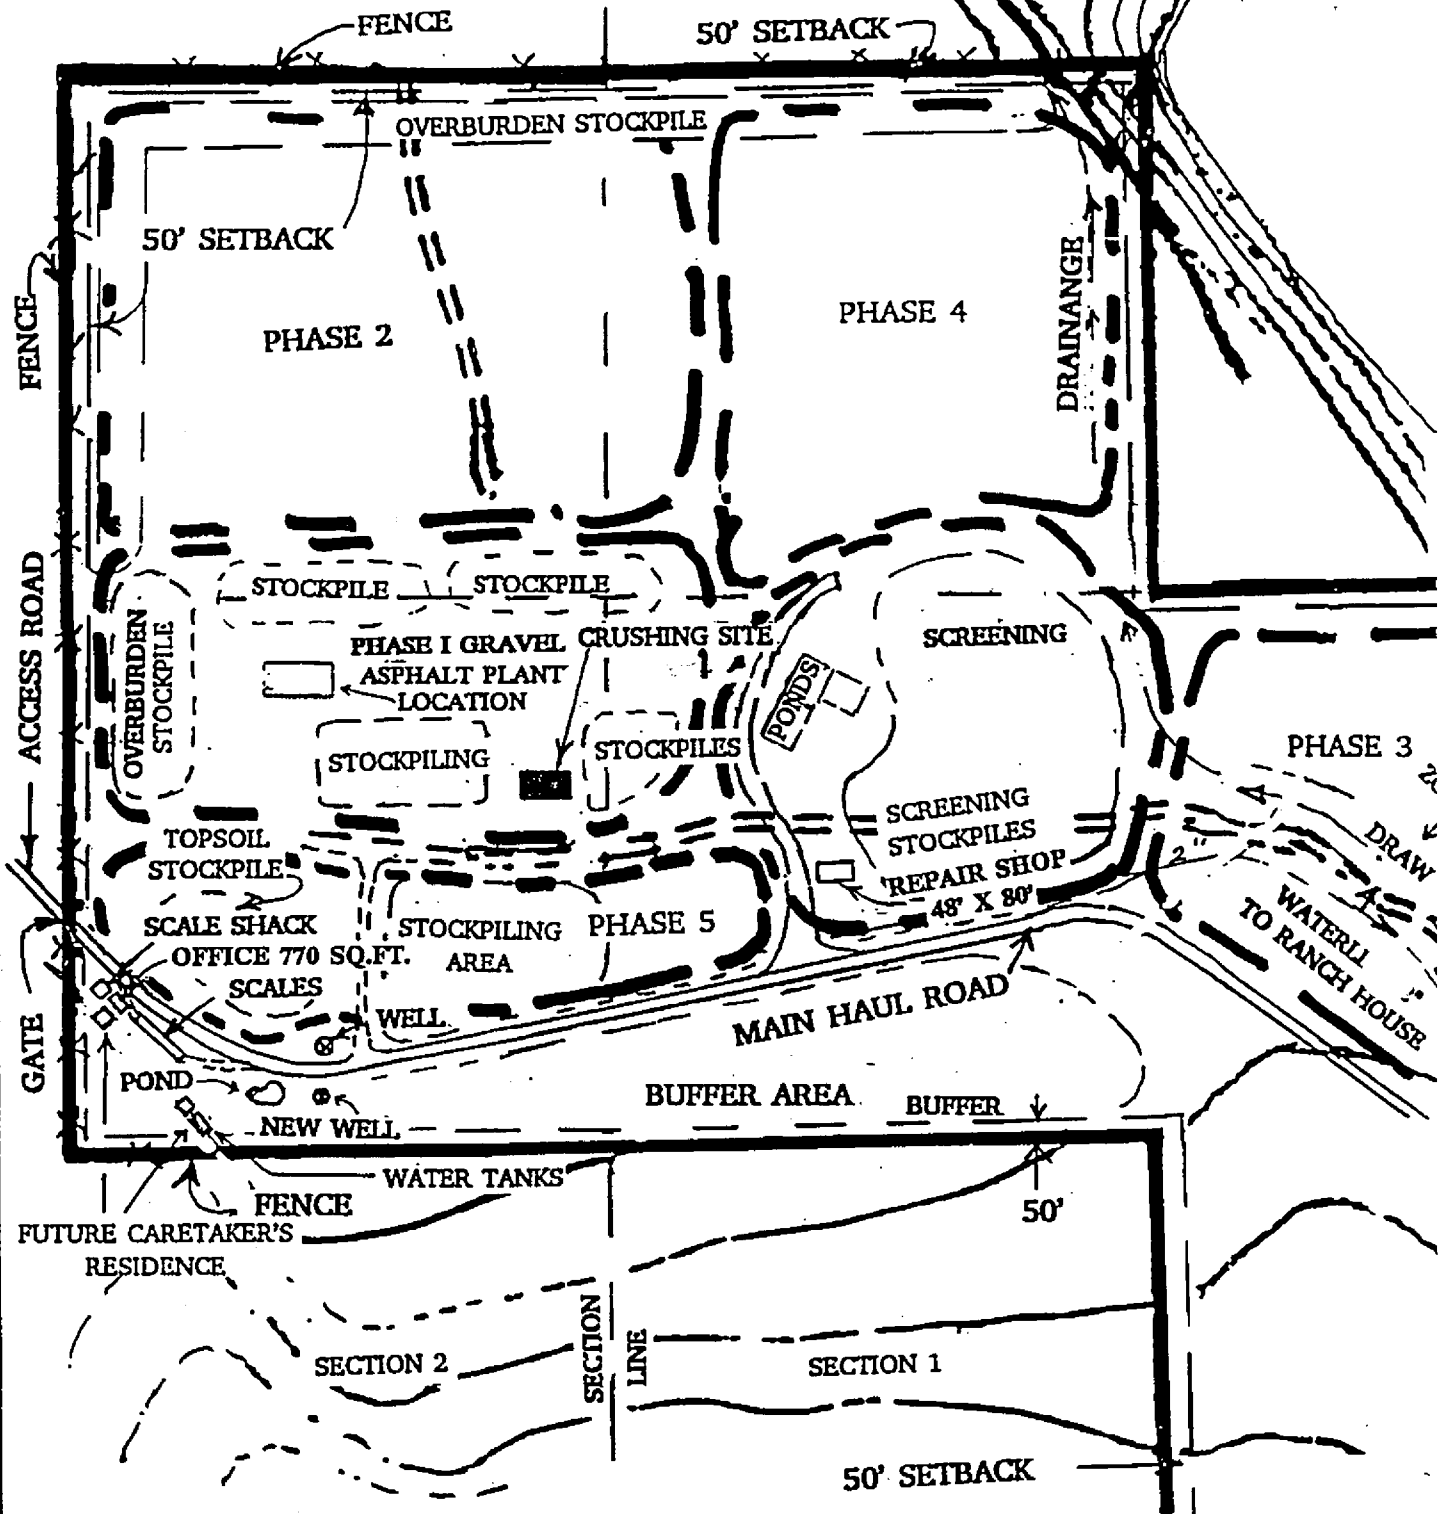 FENCE
50' SETBACK
OVERBURDEN STOCKPILE
50' SETBACK
FENCE
PHASE 2
PHASE 4
DRAINANGE
ACCESS ROAD
STOCKPILE
STOCKPILE
OVERBURDEN
STOCKPILE
PHASE I GRAVEL
CRUSHING SITE
ASPHALT PLANT
LOCATION
SCREENING
PONDS
STOCKPILING
STOCKPILES
PHASE 3
SCREENING
STOCKPILES
TOPSOIL
STOCKPILE
2"
DRAW
'REPAIR SHOP
48' X 80'
SCALE SHACK
OFFICE 770 SQ.FT.
SCALES
STOCKPILING
AREA
PHASE 5
WATERLI
TO RANCH HOUSE
WELL
MAIN HAUL ROAD
GATE
POND
NEW WELL
BUFFER AREA
BUFFER
WATER TANKS
FENCE
50'
FUTURE CARETAKER'S
RESIDENCE
SECTION
LINE
SECTION 2
SECTION 1
50' SETBACK